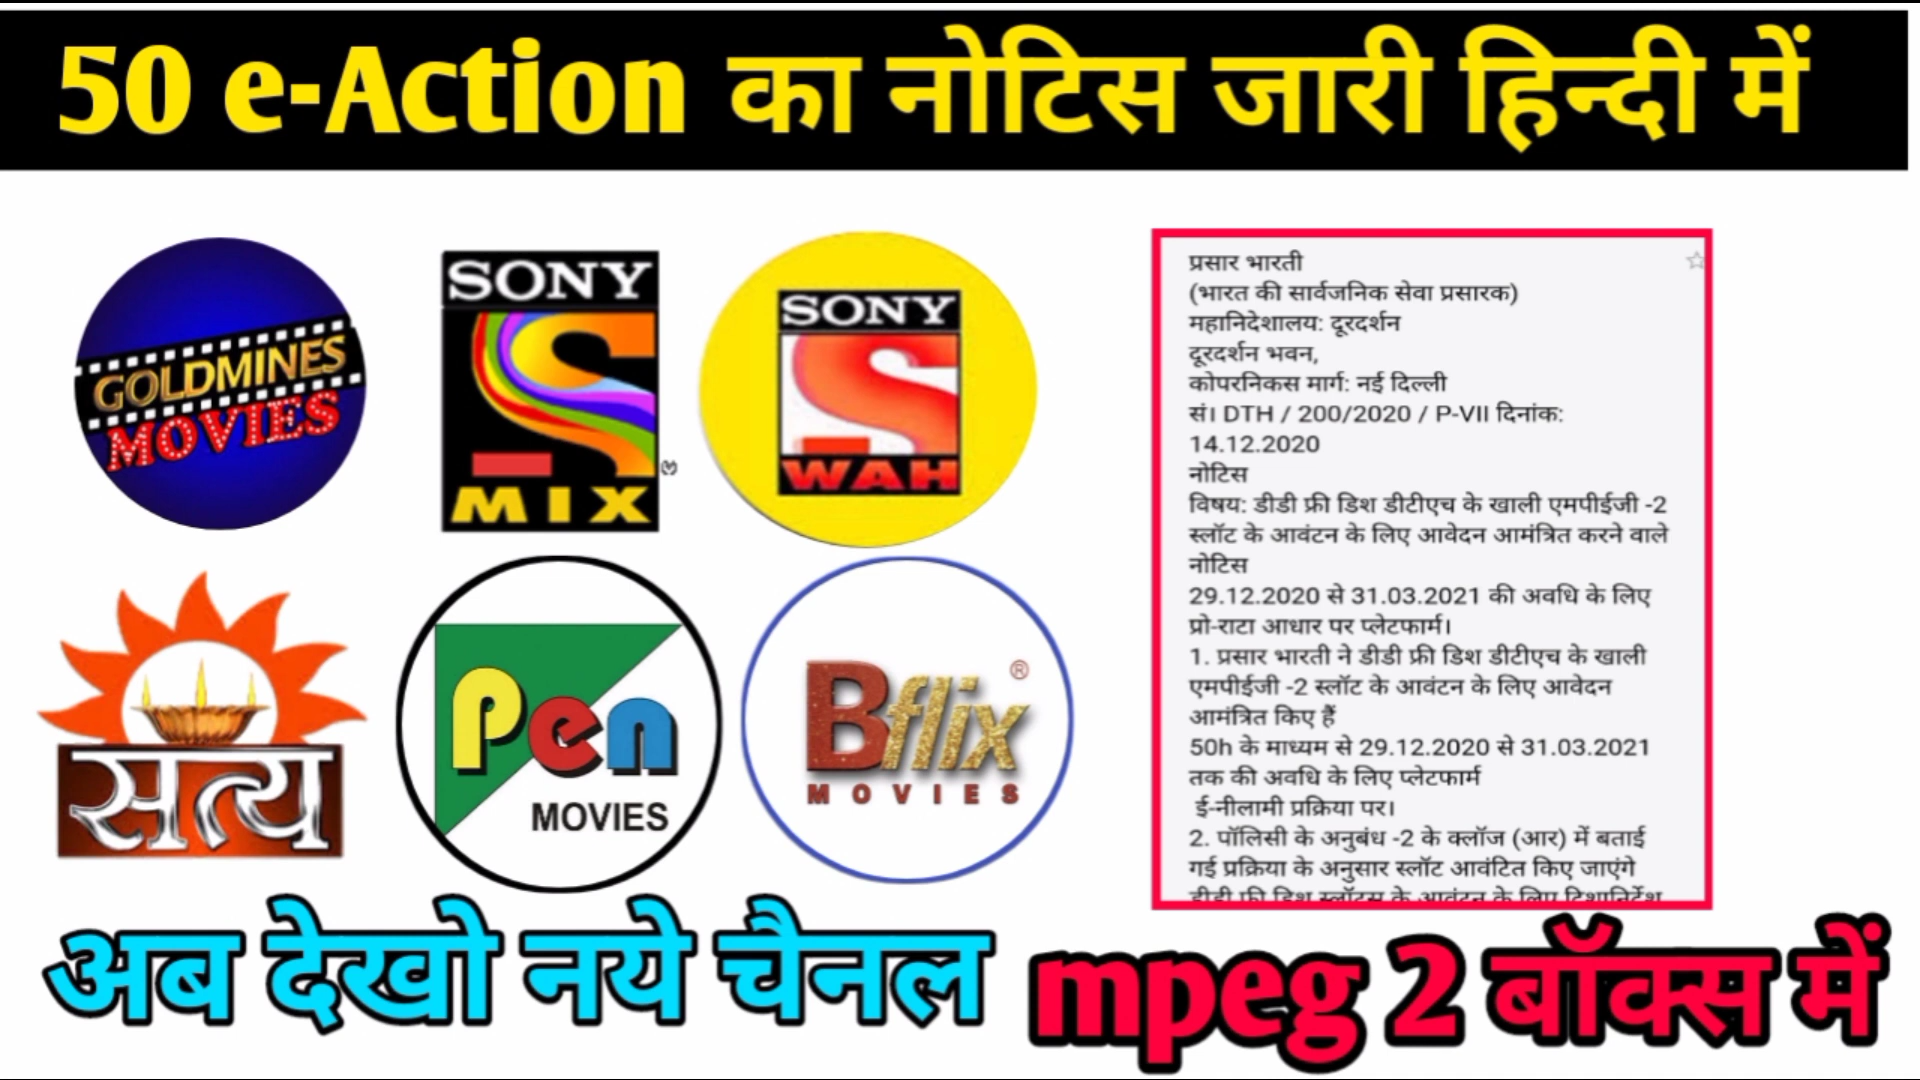 50 e-Action का नोटिस जारी हिन्दी में
GOLDMINES
MOVIES
SONY
MIX
SONY
WAH
सत्य
Pen
MOVIES
Bflix ®
MOVIES
प्रसार भारती
(भारत की सार्वजनिक सेवा प्रसारक)
महानिदेशालय: दूरदर्शन
दूरदर्शन भवन,
कोपरनिकस मार्ग: नई दिल्ली
सं। DTH / 200/2020 / P-VII दिनांक:
14.12.2020
नोटिस
विषय: डीडी फ्री डिश डीटीएच के खाली एमपीईजी -2
स्लॉट के आवंटन के लिए आवेदन आमंत्रित करने वाले
नोटिस
29.12.2020 से 31.03.2021 की अवधि के लिए
प्रो-राटा आधार पर प्लेटफार्म।
1. प्रसार भारती ने डीडी फ्री डिश डीटीएच के खाली
एमपीईजी -2 स्लॉट के आवंटन के लिए आवेदन
आमंत्रित किए हैं
50h के माध्यम से 29.12.2020 से 31.03.2021
तक की अवधि के लिए प्लेटफार्म
ई-नीलामी प्रक्रिया पर।
2. पॉलिसी के अनुबंध -2 के क्लॉज (आर) में बताई
गई प्रक्रिया के अनुसार स्लॉट आवंटित किए जाएंगे
डीडी फ्री डिश स्लॉट्स के आवंटन के लिए दिशानिर्देश
अब देखो नये चैनल mpeg 2 बॉक्स में